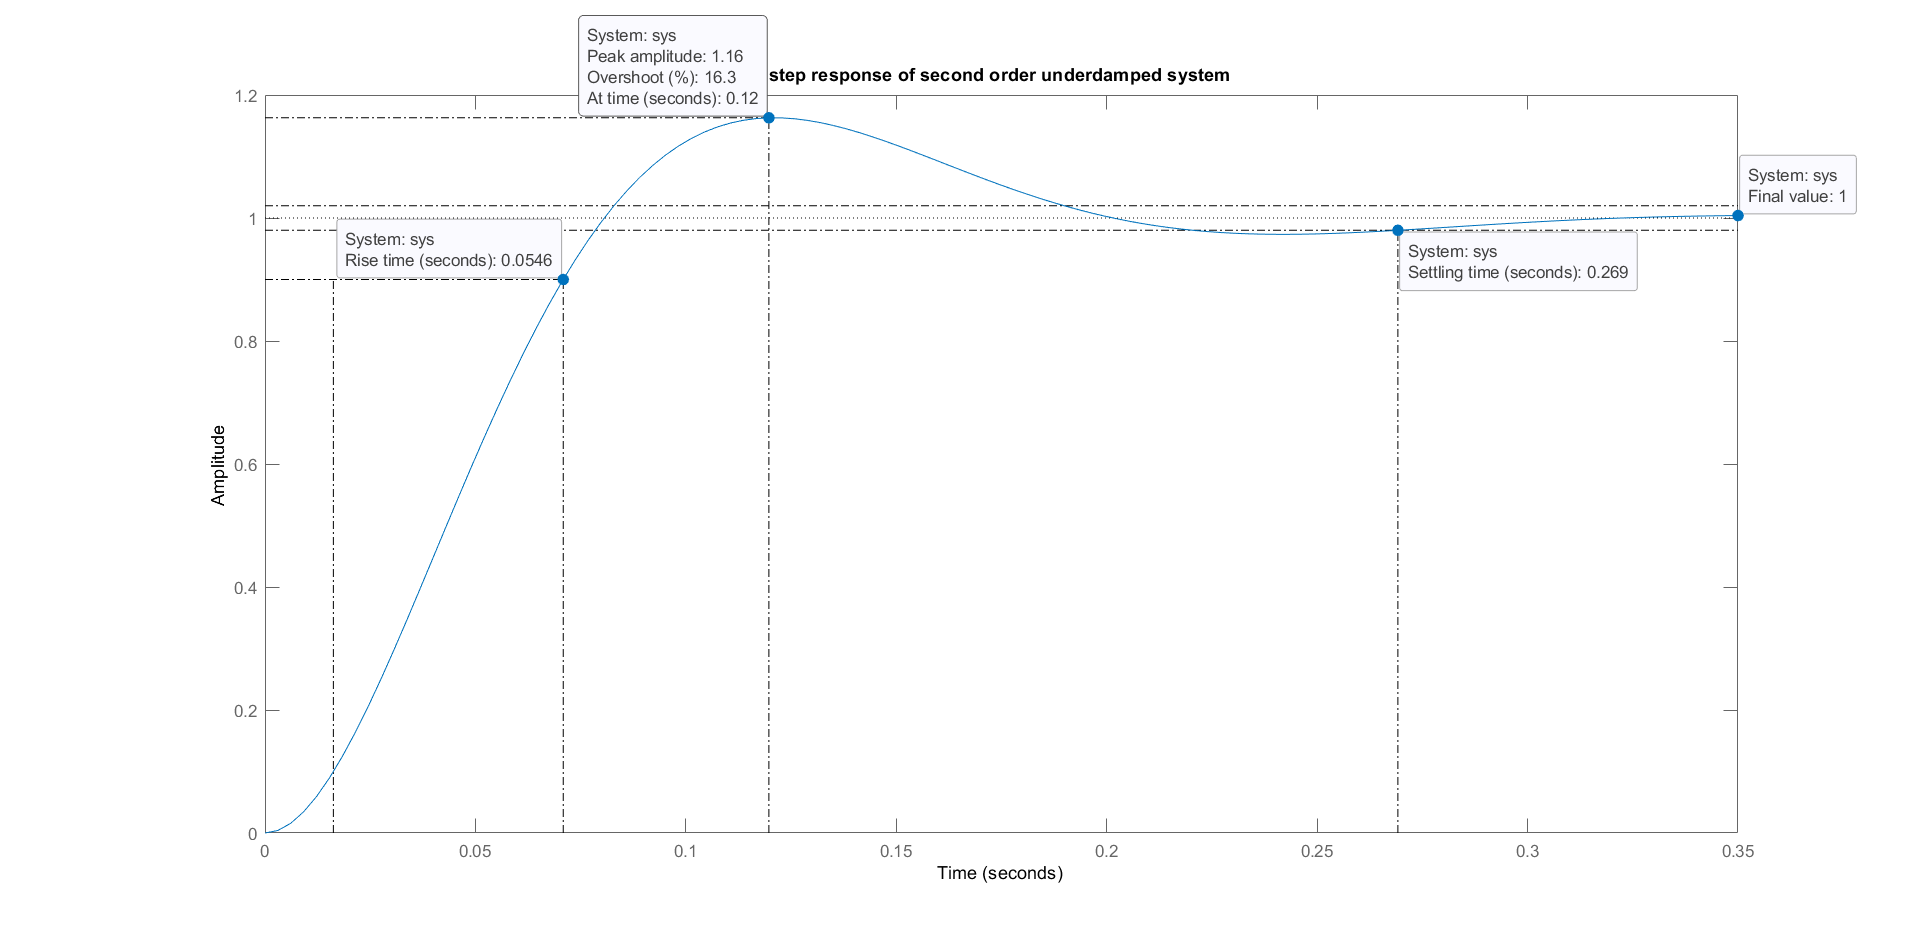 System: sys
Peak amplitude: 1.16
Overshoot (%): 16.3
At time (seconds): 0.12
step response of second order underdamped system
1.2
System: sys
Final value: 1
1
System: sys
Rise time (seconds): 0.0546
System: sys
Settling time (seconds): 0.269
0.8
0.6
0.4
0.2
0
Amplitude
0
0.05
0.1
0.15
0.2
0.25
0.3
0.35
Time (seconds)